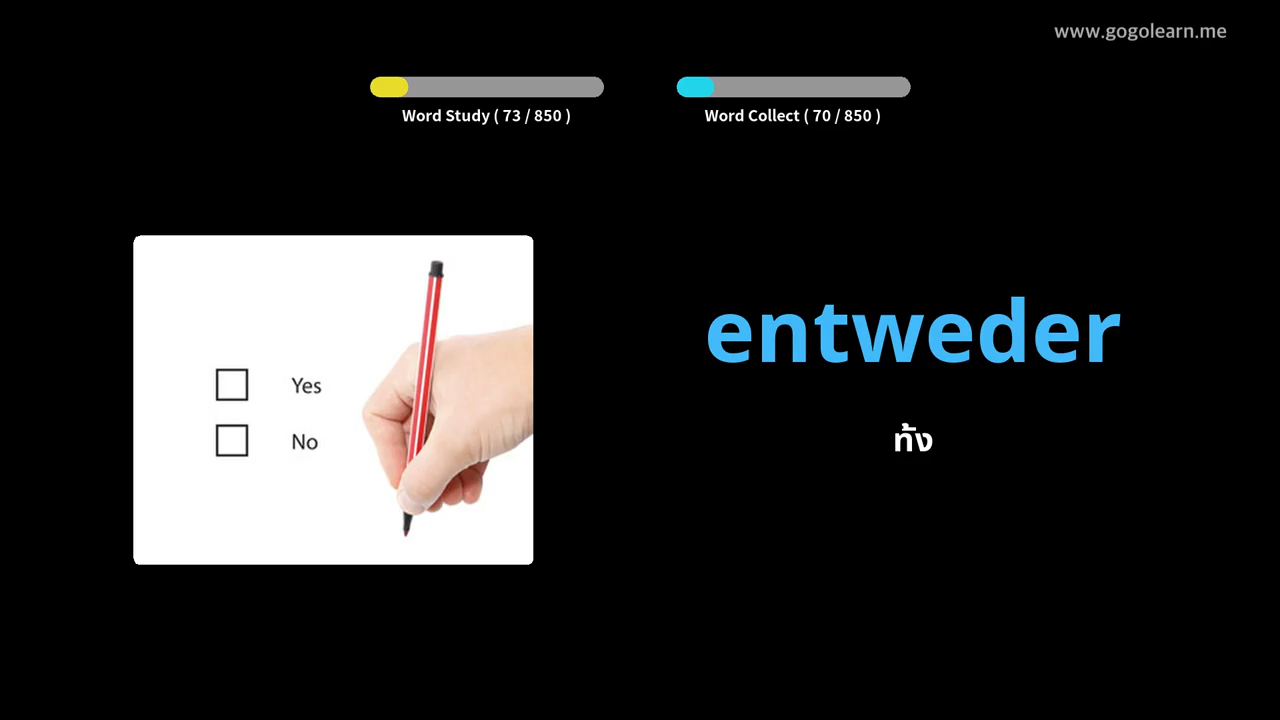 www.gogolearn.me
Word Study ( 73 / 850 )
Word Collect ( 70 / 850 )
entweder
ทั้ง
Yes
No